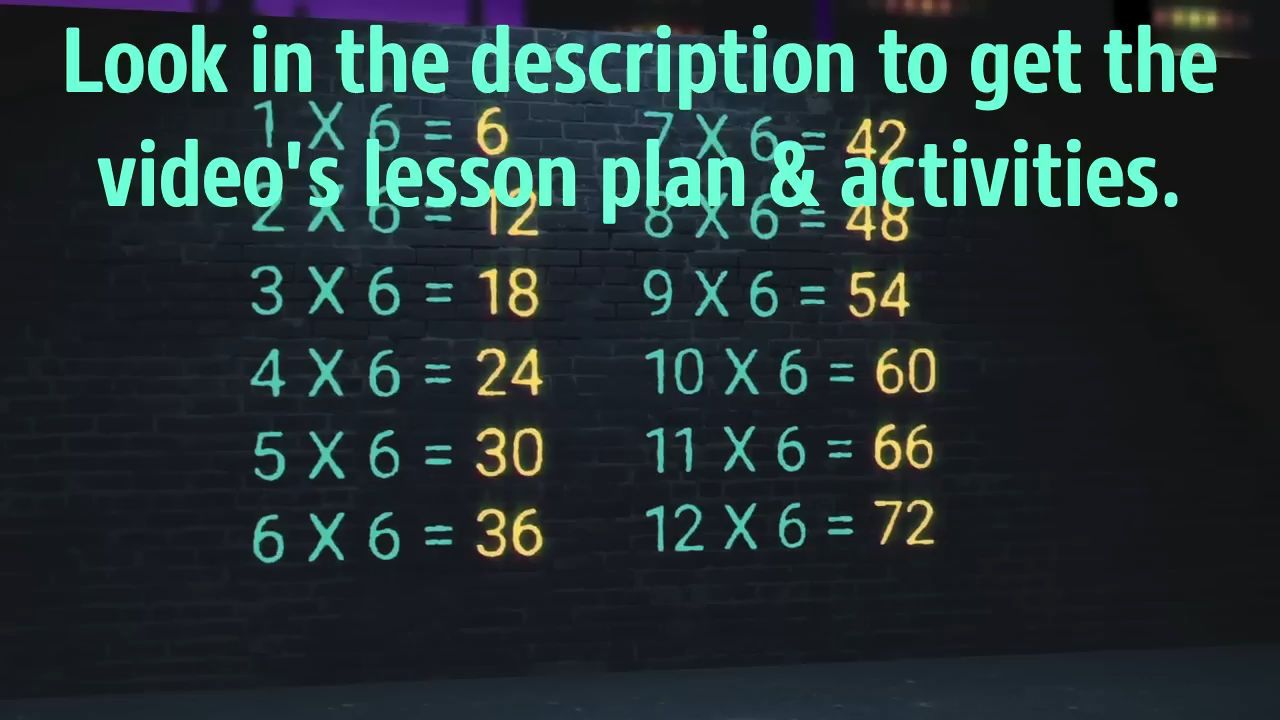 Look in the description to get the
video's lesson plan & activities.
1 X 6 = 6
2 X 6 = 12
3 X 6 = 18
4 X 6 = 24
5 X 6 = 30
6 X 6 = 36
7 X 6 = 42
8 X 6 = 48
9 X 6 = 54
10 X 6 = 60
11 X 6 = 66
12 X 6 = 72